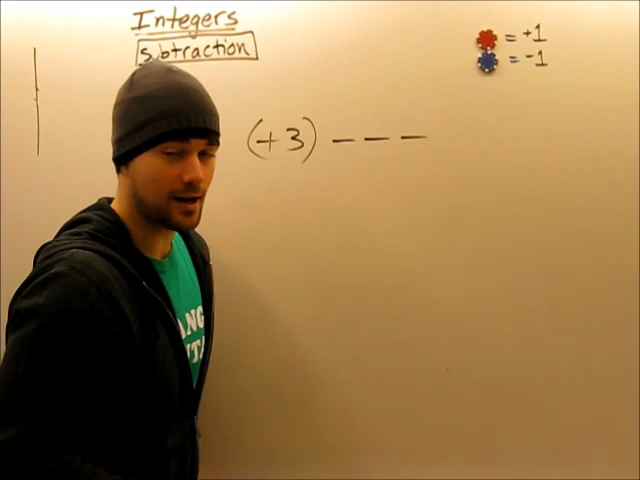 Integers
subtraction
= +1
= -1
(+3) — — —